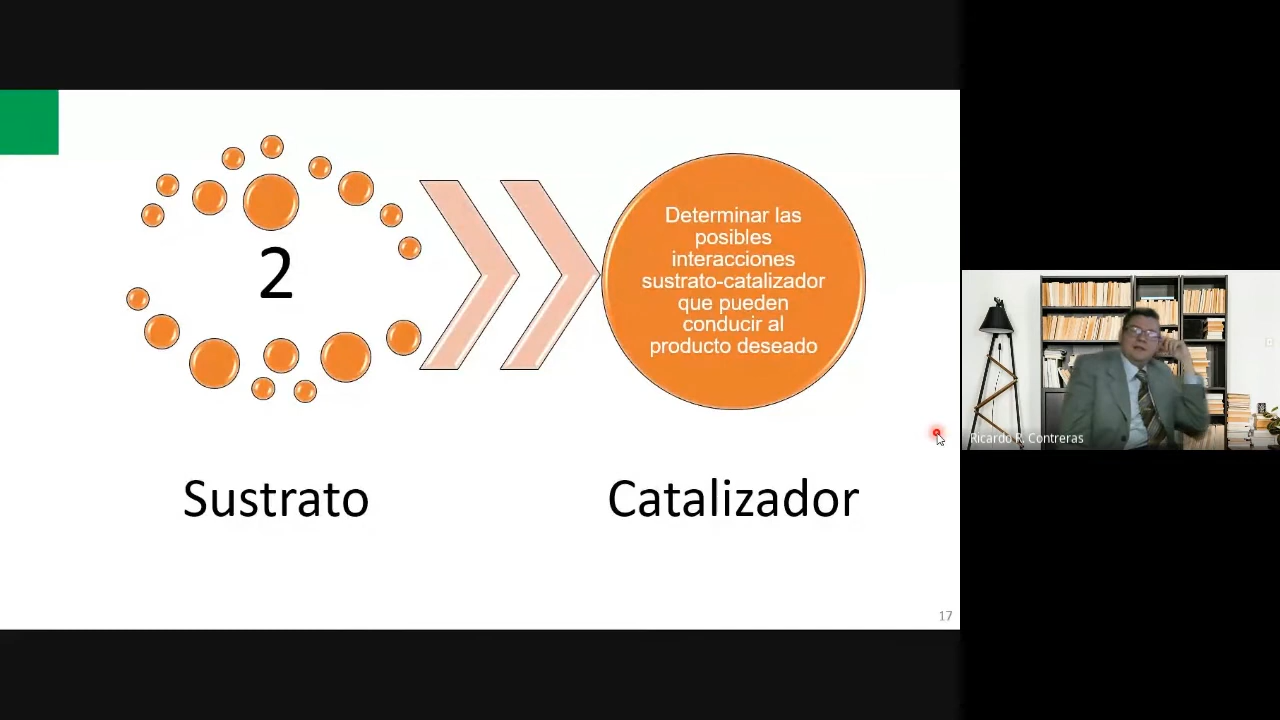 2
Determinar las
posibles
interacciones
sustrato-catalizador
que pueden
conducir al
producto deseado
Sustrato
Catalizador
17
Ricardo R. Contreras